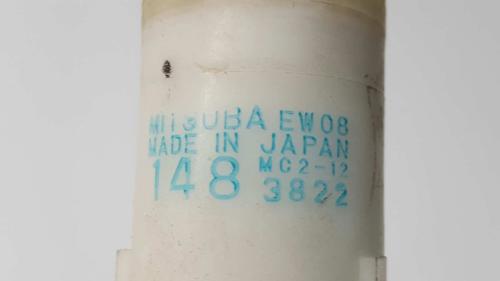 MITSUBA EW08
MADE IN JAPAN
148 MC2-12
3822